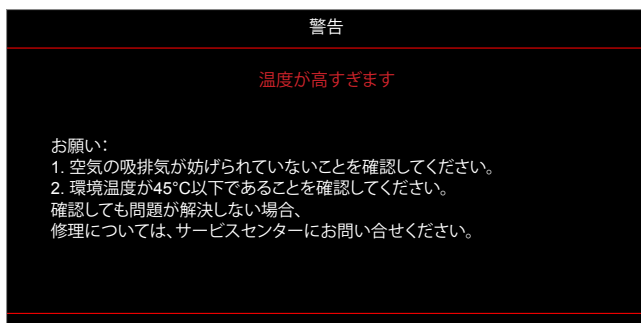 警告
温度が高すぎます
お願い：
1. 空気の吸排気が妨げられていないことを確認してください。
2. 環境温度が45°C以下であることを確認してください。
確認しても問題が解決しない場合、
修理については、サービスセンターにお問い合せください。